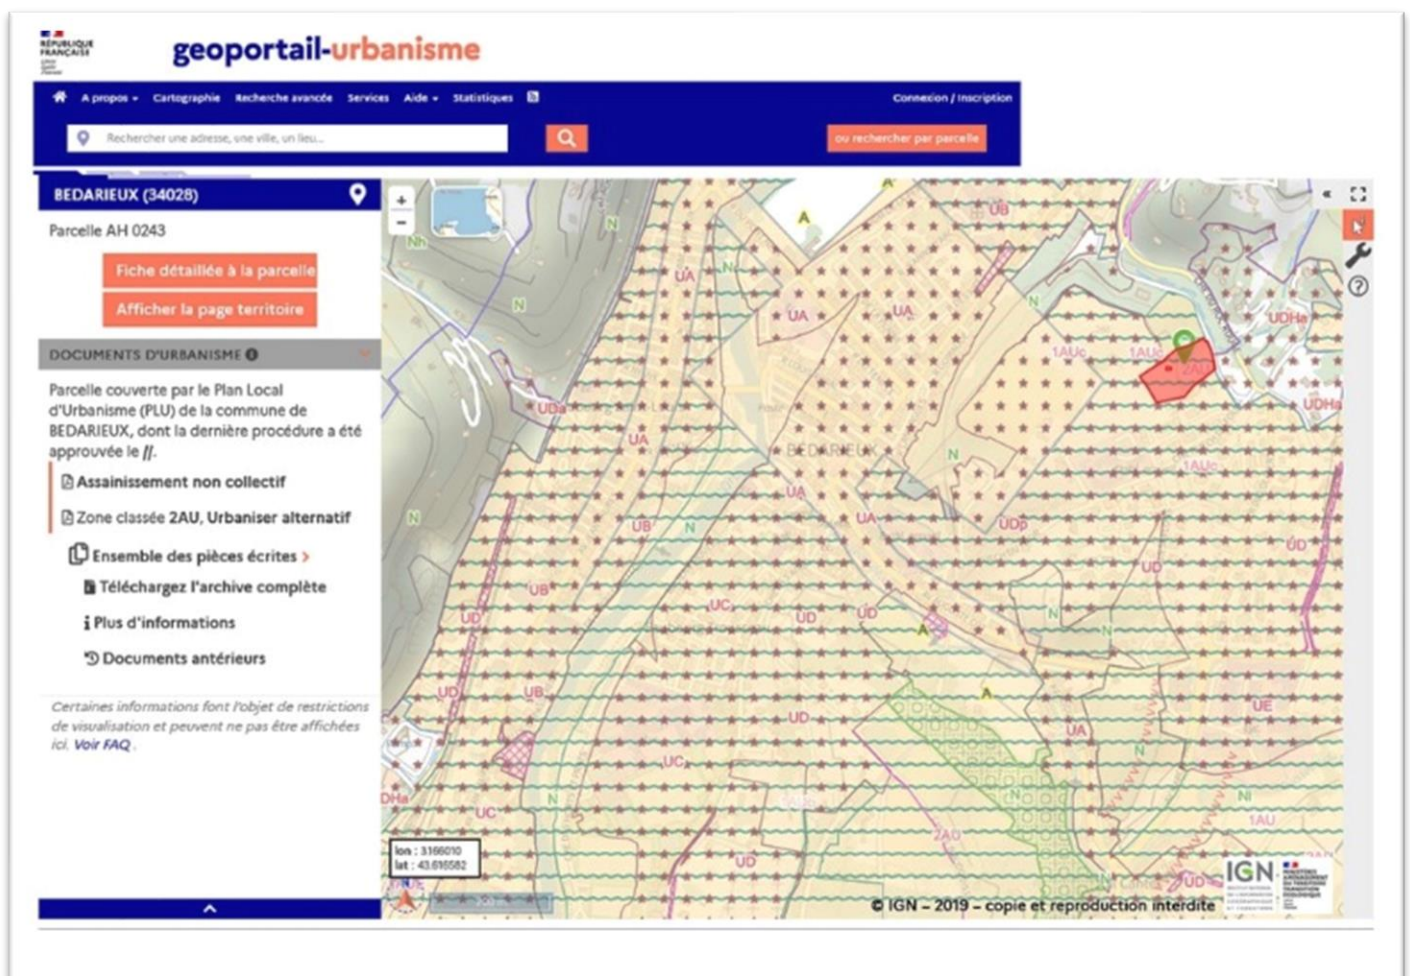 RÉPUBLIQUE
FRANÇAISE
geoportail-urbanisme
A propos Cartographie Recherche avancée Services Aide Statistiques Connexion / Inscription
Rechercher une adresse, une ville, un lieu... ou rechercher par parcelle
BEDARIEUX (34028)
Parcelle AH 0243
Fiche détaillée à la parcelle
Afficher la page territoire
DOCUMENTS D'URBANISME
Parcelle couverte par le Plan Local
d'Urbanisme (PLU) de la commune de
BEDARIEUX, dont la dernière procédure a été
approuvée le //.
Assainissement non collectif
Zone classée 2AU, Urbaniser alternatif
Ensemble des pièces écrites >
Téléchargez l'archive complète
Plus d'informations
Documents antérieurs
Certaines informations font l'objet de restrictions
de visualisation et peuvent ne pas être affichées
ici. Voir FAQ .
+
−
«
?
A
A
UB
Nh
N
UA
N
N
N
UA
UA
UDHa
1AUc
1AUc
2AU
UDa
UDHa
UA
BEDARIEUX
N
1AUc
UA
N
UB
N
UA
UDp
UD
UD
UB
UC
UD
UD
UD
N
N
A
UD
UB
A
UE
UD
UA
N
UC
DHa
N
UC
N
NI
1AU
2AU
UD
UD
lon : 3.166010
lat : 43.616582
© IGN – 2019 – copie et reproduction interdite
IGN